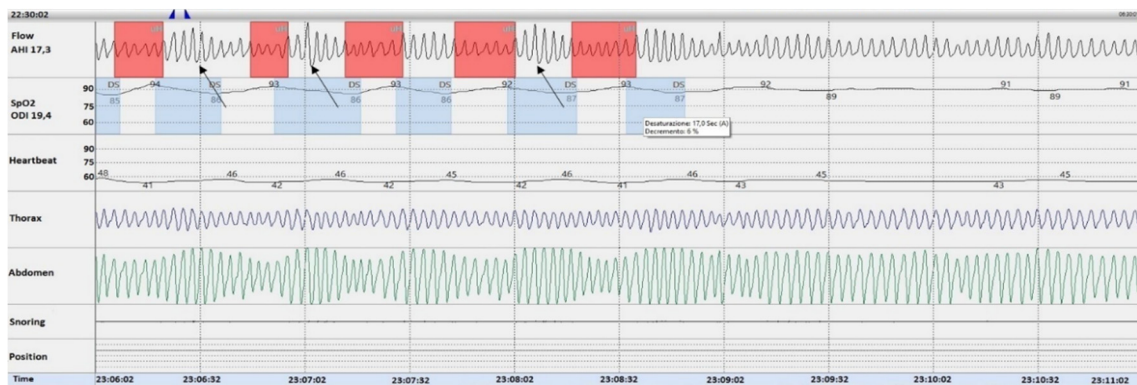 22:30:02
Flow
AHI 17,3
94 93 93 92 93 92 91 91
SpO2
ODI 19,4
90
75
60
DS DS DS DS DS DS
85 86 86 86 87 87 89 89
Desaturazione: 17,0 Sec (A)
Decremento: 6 %
Heartbeat
90
75
60
48 46 46 46 45 46 46 46 45 45
41 42 42 42 41 43 43
Thorax
Abdomen
Snoring
Position
Time 23:06:02 23:06:32 23:07:02 23:07:32 23:08:02 23:08:32 23:09:02 23:09:32 23:10:02 23:10:32 23:11:02